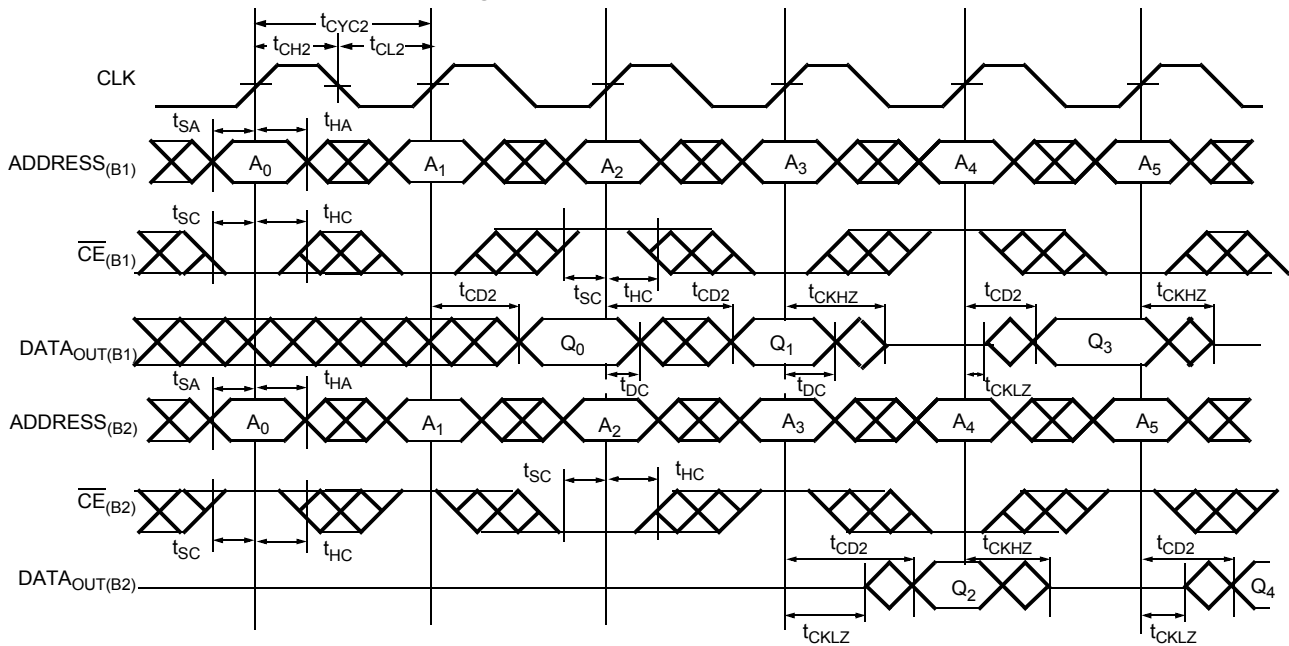 tCYC2
tCH2 tCL2
CLK
tSA tHA
ADDRESS(B1) A0 A1 A2 A3 A4 A5
tSC tHC
CE(B1)
tSC tHC tCD2
tCD2 tCKHZ tCD2 tCKHZ
DATAOUT(B1) Q0 Q1 Q3
tSA tHA tDC tDC tCKLZ
ADDRESS(B2) A0 A1 A2 A3 A4 A5
tSC tHC
CE(B2)
tSC tHC tCD2 tCKHZ tCD2
DATAOUT(B2) Q2 Q4
tCKLZ tCKLZ